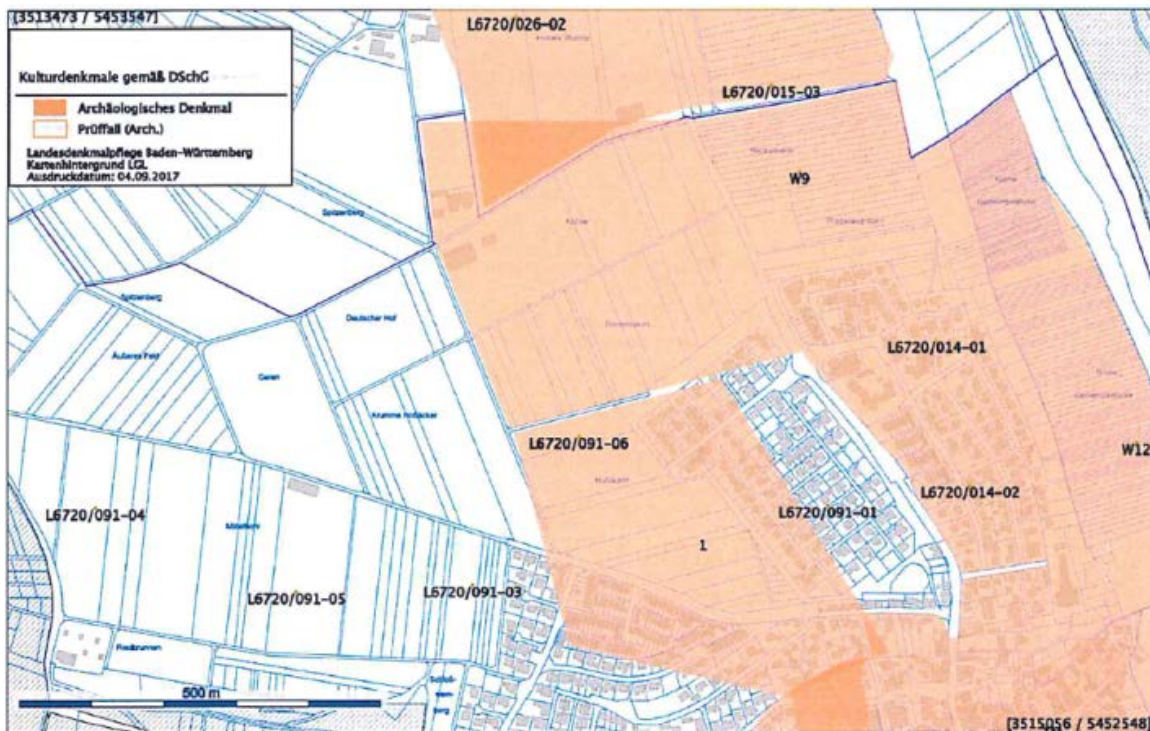 [3513473 / 5453547]
L6720/026-02
Kulturdenkmale gemäß DSchG
Archäologisches Denkmal
Prüffall (Arch.)
Landesdenkmalpflege Baden-Württemberg
Kartenhintergrund LGL
Ausdruckdatum: 04.09.2017
L6720/015-03
W9
Spitzenberg
Spitzenberg
Deutscher Hof
Äußeres Feld
Geren
Krumme Hofäcker
L6720/014-01
L6720/091-06
W12
L6720/014-02
L6720/091-04
L6720/091-01
1
L6720/091-05
L6720/091-03
500 m
[3515056 / 5452548]